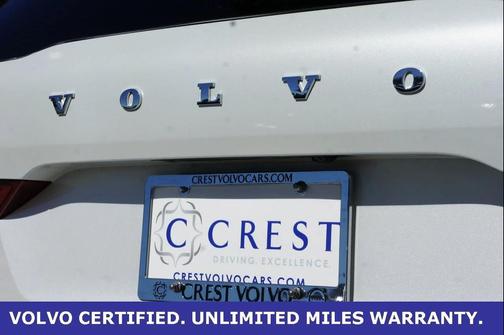 VOLVO
CRESTVOLVOCARS.COM
C CREST
DRIVING. EXCELLENCE.
CRESTVOLVOCARS.COM
CREST VOLVO
VOLVO CERTIFIED. UNLIMITED MILES WARRANTY.